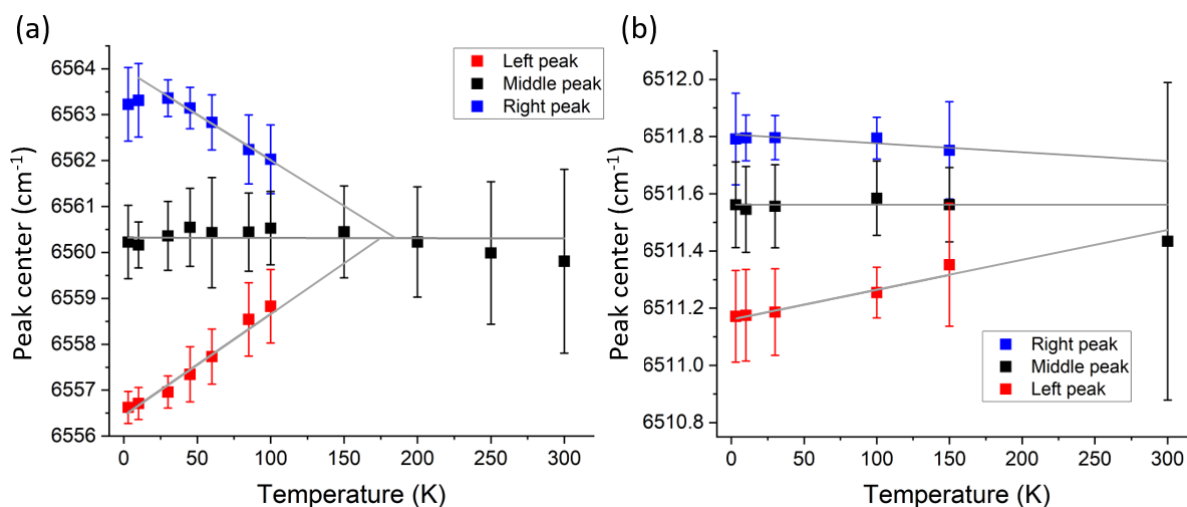 (a)
Peak center (cm-1)
6564
6563
6562
6561
6560
6559
6558
6557
6556
Left peak
Middle peak
Right peak
0 50 100 150 200 250 300
Temperature (K)
(b)
Peak center (cm-1)
6512.0
6511.8
6511.6
6511.4
6511.2
6511.0
6510.8
Right peak
Middle peak
Left peak
0 50 100 150 200 250 300
Temperature (K)